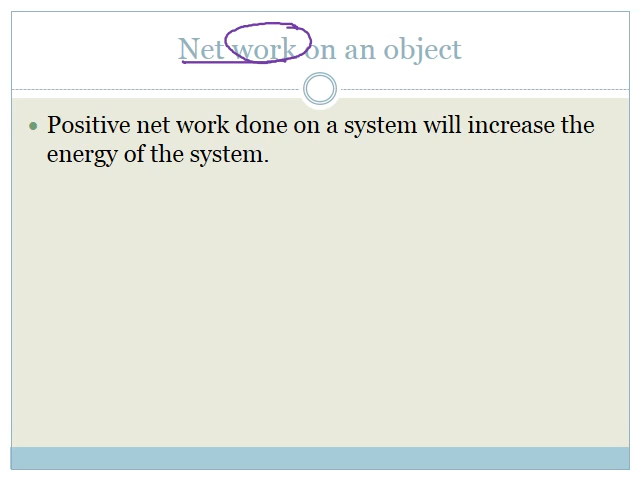 Net work on an object
• Positive net work done on a system will increase the
energy of the system.